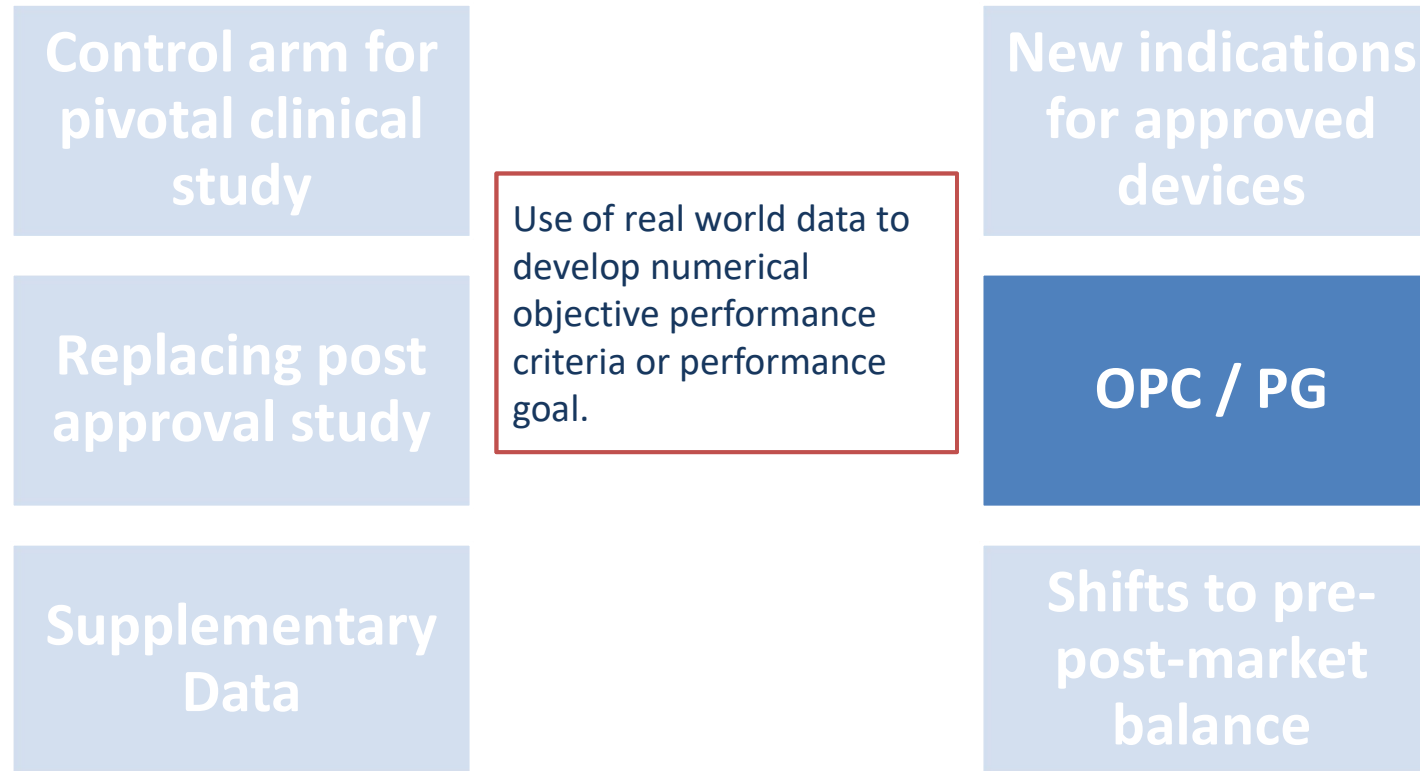 Control arm for
pivotal clinical
study
Replacing post
approval study
Supplementary
Data
Use of real world data to
develop numerical
objective performance
criteria or performance
goal.
New indications
for approved
devices
OPC / PG
Shifts to pre-
post-market
balance